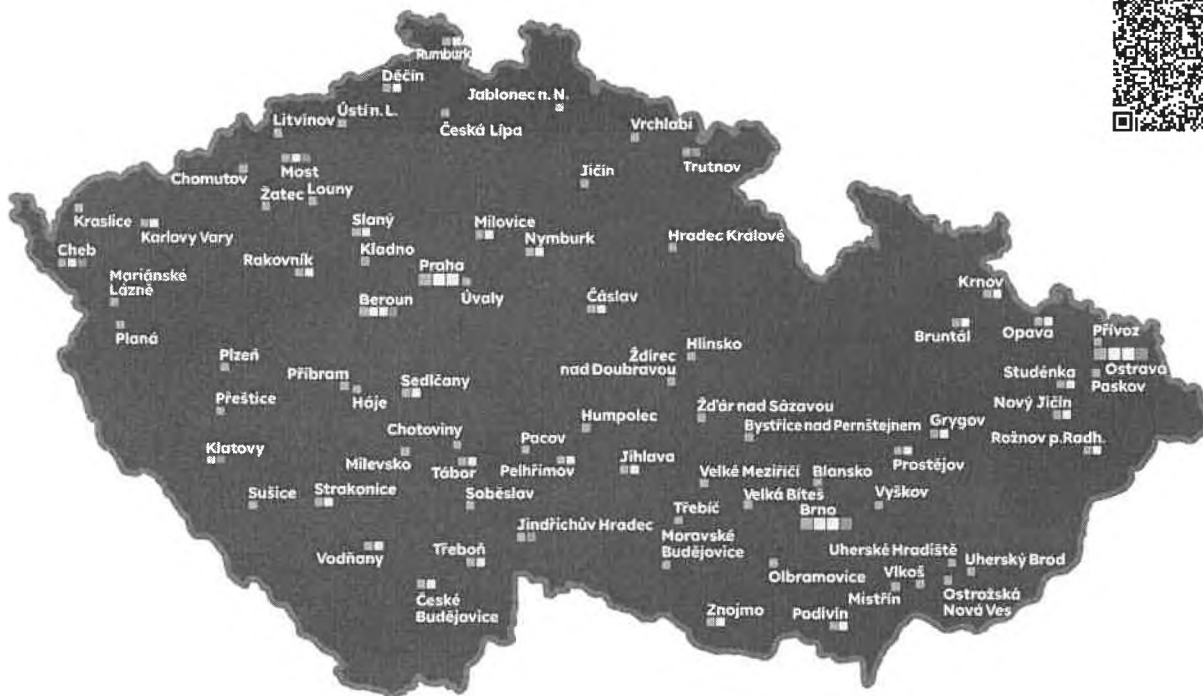 Rumburk
Děčín
Jablonec n. N.
Ústí n. L.
Litvínov
Česká Lípa
Vrchlabí
Trutnov
Most
Chomutov
Jičín
Louny
Žatec
Kraslice
Karlovy Vary
Slaný
Milovice
Nymburk
Hradec Králové
Cheb
Rakovník
Kladno
Praha
Úvaly
Mariánské
Lázně
Krnov
Beroun
Čáslav
Planá
Bruntál
Opava
Přívoz
Ostrava
Hlinsko
Ždírec
nad Doubravou
Plzeň
Příbram
Háje
Sedlčany
Studénka
Paskov
Přeštice
Humpolec
Žďár nad Sázavou
Nový Jičín
Bystřice nad Pernštejnem
Grygov
Chotoviny
Pacov
Rožnov p.Radh.
Klatovy
Milevsko
Tábor
Pelhřimov
Jihlava
Prostějov
Velké Meziříčí
Blansko
Sušice
Strakonice
Soběslav
Velká Bíteš
Vyškov
Třebíč
Brno
Jindřichův Hradec
Moravské
Budějovice
Vodňany
Třeboň
Uherské Hradiště
Uherský Brod
Olbramovice
Vlkoš
České
Budějovice
Mistřín
Ostrožská
Nová Ves
Znojmo
Podivín